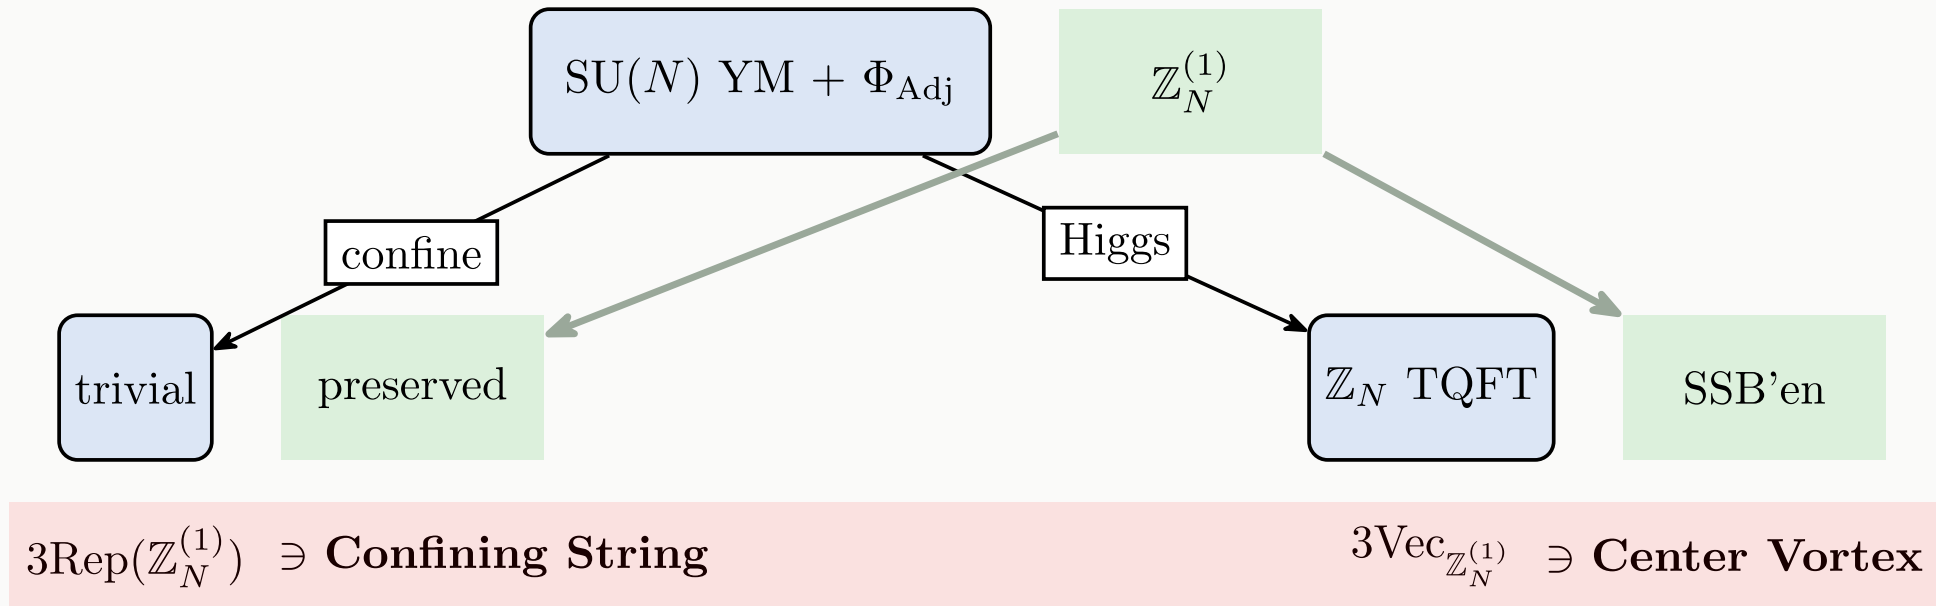 SU(N) YM + Φ_Adj
ℤ_N^(1)
confine
Higgs
trivial
preserved
ℤ_N TQFT
SSB'en
3Rep(ℤ_N^(1)) ∋ Confining String
3Vec_{ℤ_N^(1)} ∋ Center Vortex